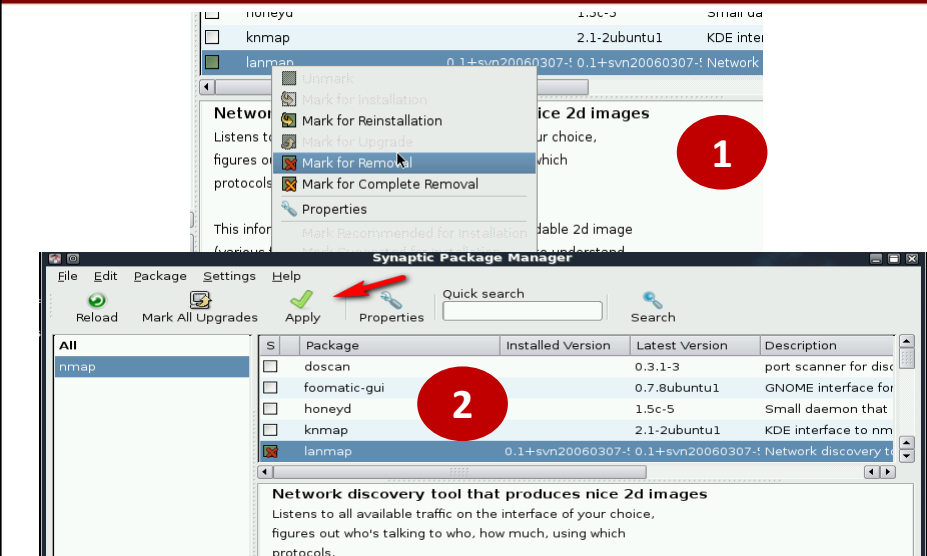 honeyd 1.5c-5 Small da
knmap 2.1-2ubuntu1 KDE inte
lanmap 0.1+svn20060307-! 0.1+svn20060307-! Network
Unmark
Mark for Installation
Mark for Reinstallation
Mark for Upgrade
Mark for Removal
Mark for Complete Removal
Properties
Mark Recommended for Installation
Networ ice 2d images
Listens to ur choice,
figures ou which
protocols
This infor dable 2d image
1
Synaptic Package Manager
File Edit Package Settings Help
Reload Mark All Upgrades Apply Properties Quick search Search
All
nmap
S Package Installed Version Latest Version Description
doscan 0.3.1-3 port scanner for disc
foomatic-gui 0.7.8ubuntu1 GNOME interface for
honeyd 1.5c-5 Small daemon that
knmap 2.1-2ubuntu1 KDE interface to nm
lanmap 0.1+svn20060307-! 0.1+svn20060307-! Network discovery to
2
Network discovery tool that produces nice 2d images
Listens to all available traffic on the interface of your choice,
figures out who's talking to who, how much, using which
protocols.